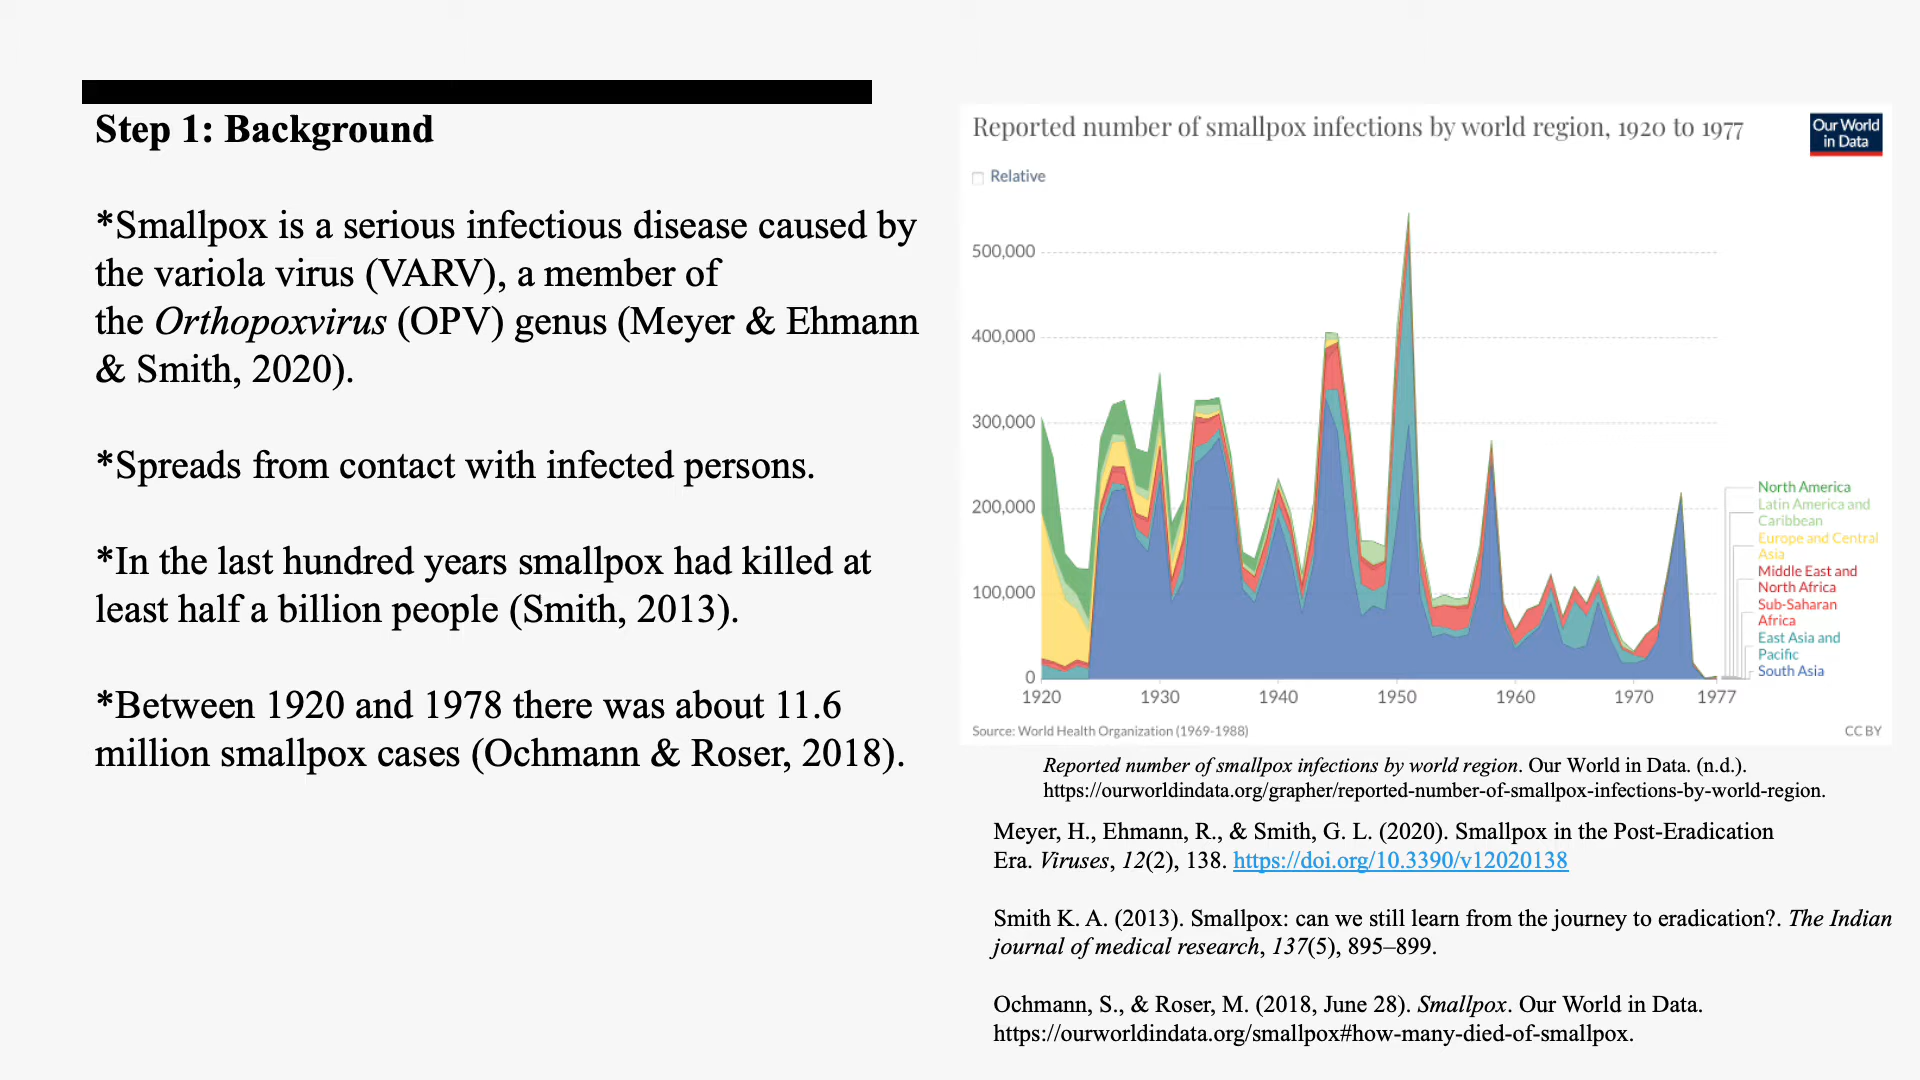 Step 1: Background
*Smallpox is a serious infectious disease caused by
the variola virus (VARV), a member of
the Orthopoxvirus (OPV) genus (Meyer & Ehmann
& Smith, 2020).
*Spreads from contact with infected persons.
*In the last hundred years smallpox had killed at
least half a billion people (Smith, 2013).
*Between 1920 and 1978 there was about 11.6
million smallpox cases (Ochmann & Roser, 2018).
Reported number of smallpox infections by world region, 1920 to 1977
Our World
in Data
Relative
500,000
400,000
300,000
200,000
100,000
0
1920
1930
1940
1950
1960
1970
1977
North America
Latin America and
Caribbean
Europe and Central
Asia
Middle East and
North Africa
Sub-Saharan
Africa
East Asia and
Pacific
South Asia
Source: World Health Organization (1969-1988)
CC BY
Reported number of smallpox infections by world region. Our World in Data. (n.d.).
https://ourworldindata.org/grapher/reported-number-of-smallpox-infections-by-world-region.
Meyer, H., Ehmann, R., & Smith, G. L. (2020). Smallpox in the Post-Eradication
Era. Viruses, 12(2), 138. https://doi.org/10.3390/v12020138
Smith K. A. (2013). Smallpox: can we still learn from the journey to eradication?. The Indian
journal of medical research, 137(5), 895–899.
Ochmann, S., & Roser, M. (2018, June 28). Smallpox. Our World in Data.
https://ourworldindata.org/smallpox#how-many-died-of-smallpox.